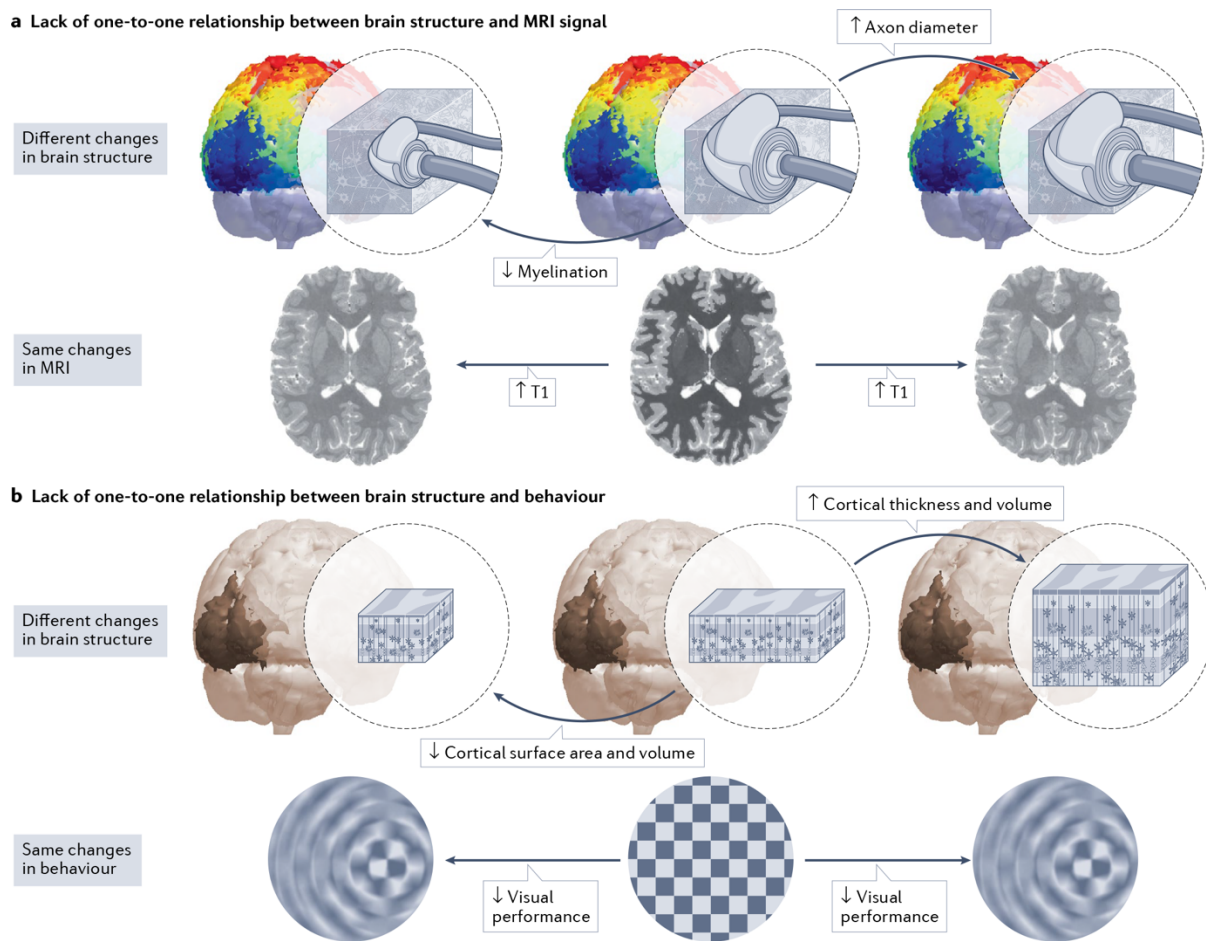 a Lack of one-to-one relationship between brain structure and MRI signal
↑ Axon diameter
Different changes
in brain structure
↓ Myelination
Same changes
in MRI
↑ T1
↑ T1
b Lack of one-to-one relationship between brain structure and behaviour
↑ Cortical thickness and volume
Different changes
in brain structure
↓ Cortical surface area and volume
Same changes
in behaviour
↓ Visual
performance
↓ Visual
performance